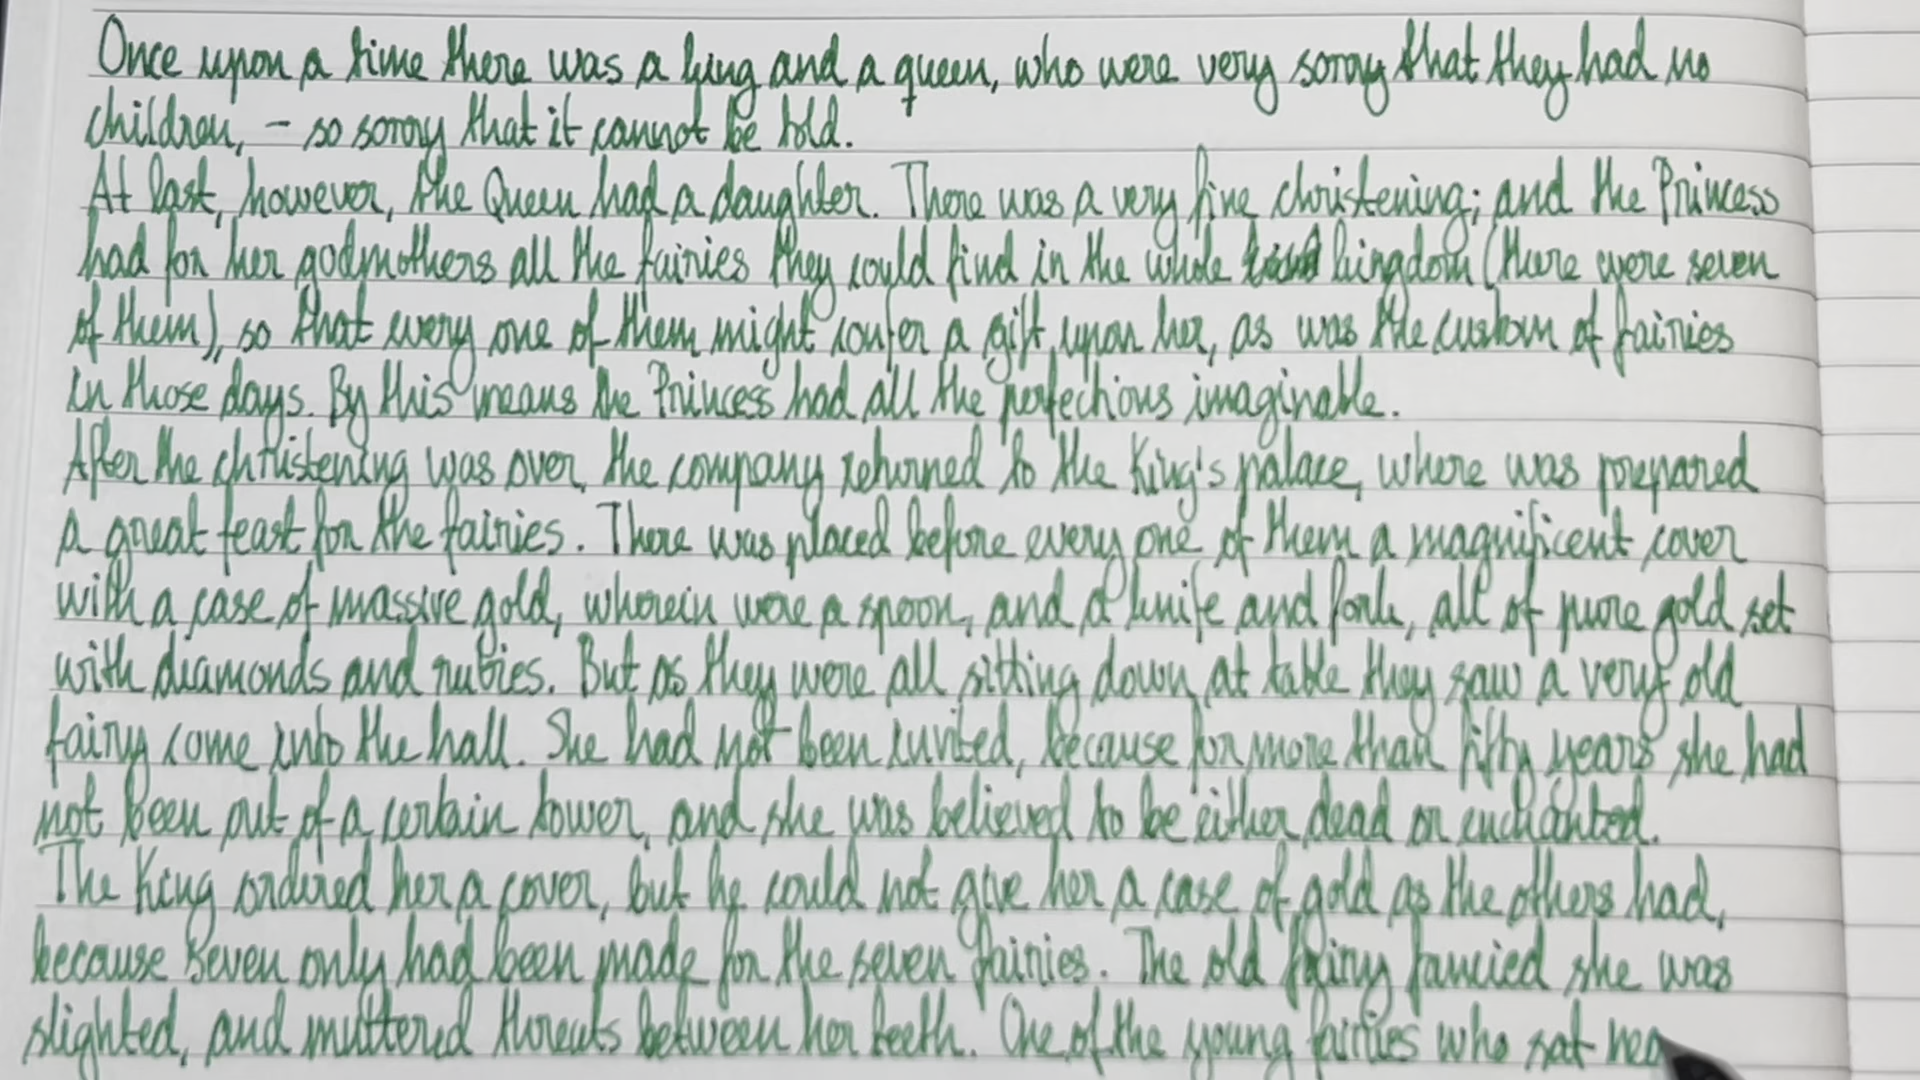 Once upon a time there was a king and a queen, who were very sorry that they had no
children, - so sorry that it cannot be told.
At last, however, the Queen had a daughter. There was a very fine christening; and the Princess
had for her godmothers all the fairies they could find in the whole kingdom (there were seven
of them), so that every one of them might confer a gift upon her, as was the custom of fairies
in those days. By this means the Princess had all the perfections imaginable.
After the christening was over, the company returned to the King's palace, where was prepared
a great feast for the fairies. There was placed before every one of them a magnificent cover
with a case of massive gold, wherein were a spoon, and a knife and fork, all of pure gold set
with diamonds and rubies. But as they were all sitting down at table they saw a very old
fairy come into the hall. She had not been invited, because for more than fifty years she had
not been out of a certain tower, and she was believed to be either dead or enchanted.
The King ordered her a cover, but he could not give her a case of gold as the others had,
because seven only had been made for the seven fairies. The old fairy fancied she was
slighted, and muttered threats between her teeth. One of the young fairies who sat nea